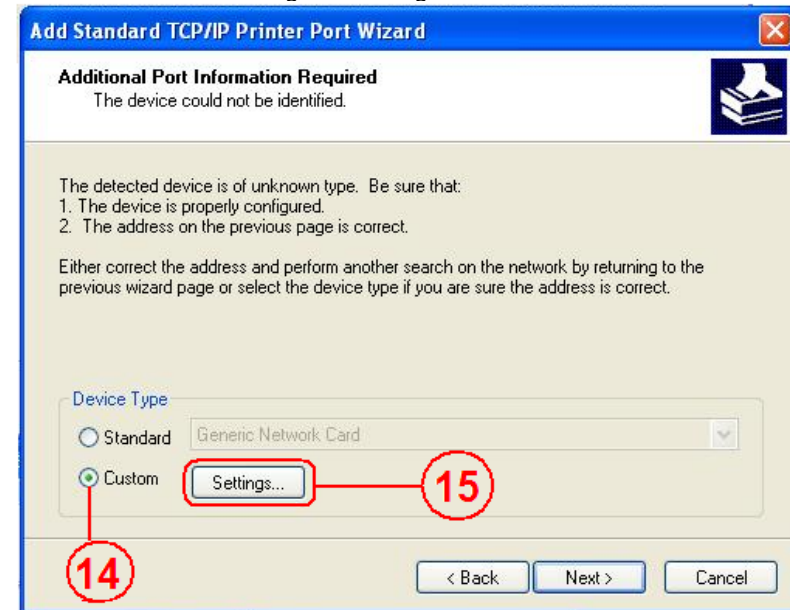 Add Standard TCP/IP Printer Port Wizard
Additional Port Information Required
The device could not be identified.
The detected device is of unknown type. Be sure that:
1. The device is properly configured.
2. The address on the previous page is correct.
Either correct the address and perform another search on the network by returning to the
previous wizard page or select the device type if you are sure the address is correct.
Device Type
Standard Generic Network Card
Custom Settings... 15
14
< Back Next > Cancel